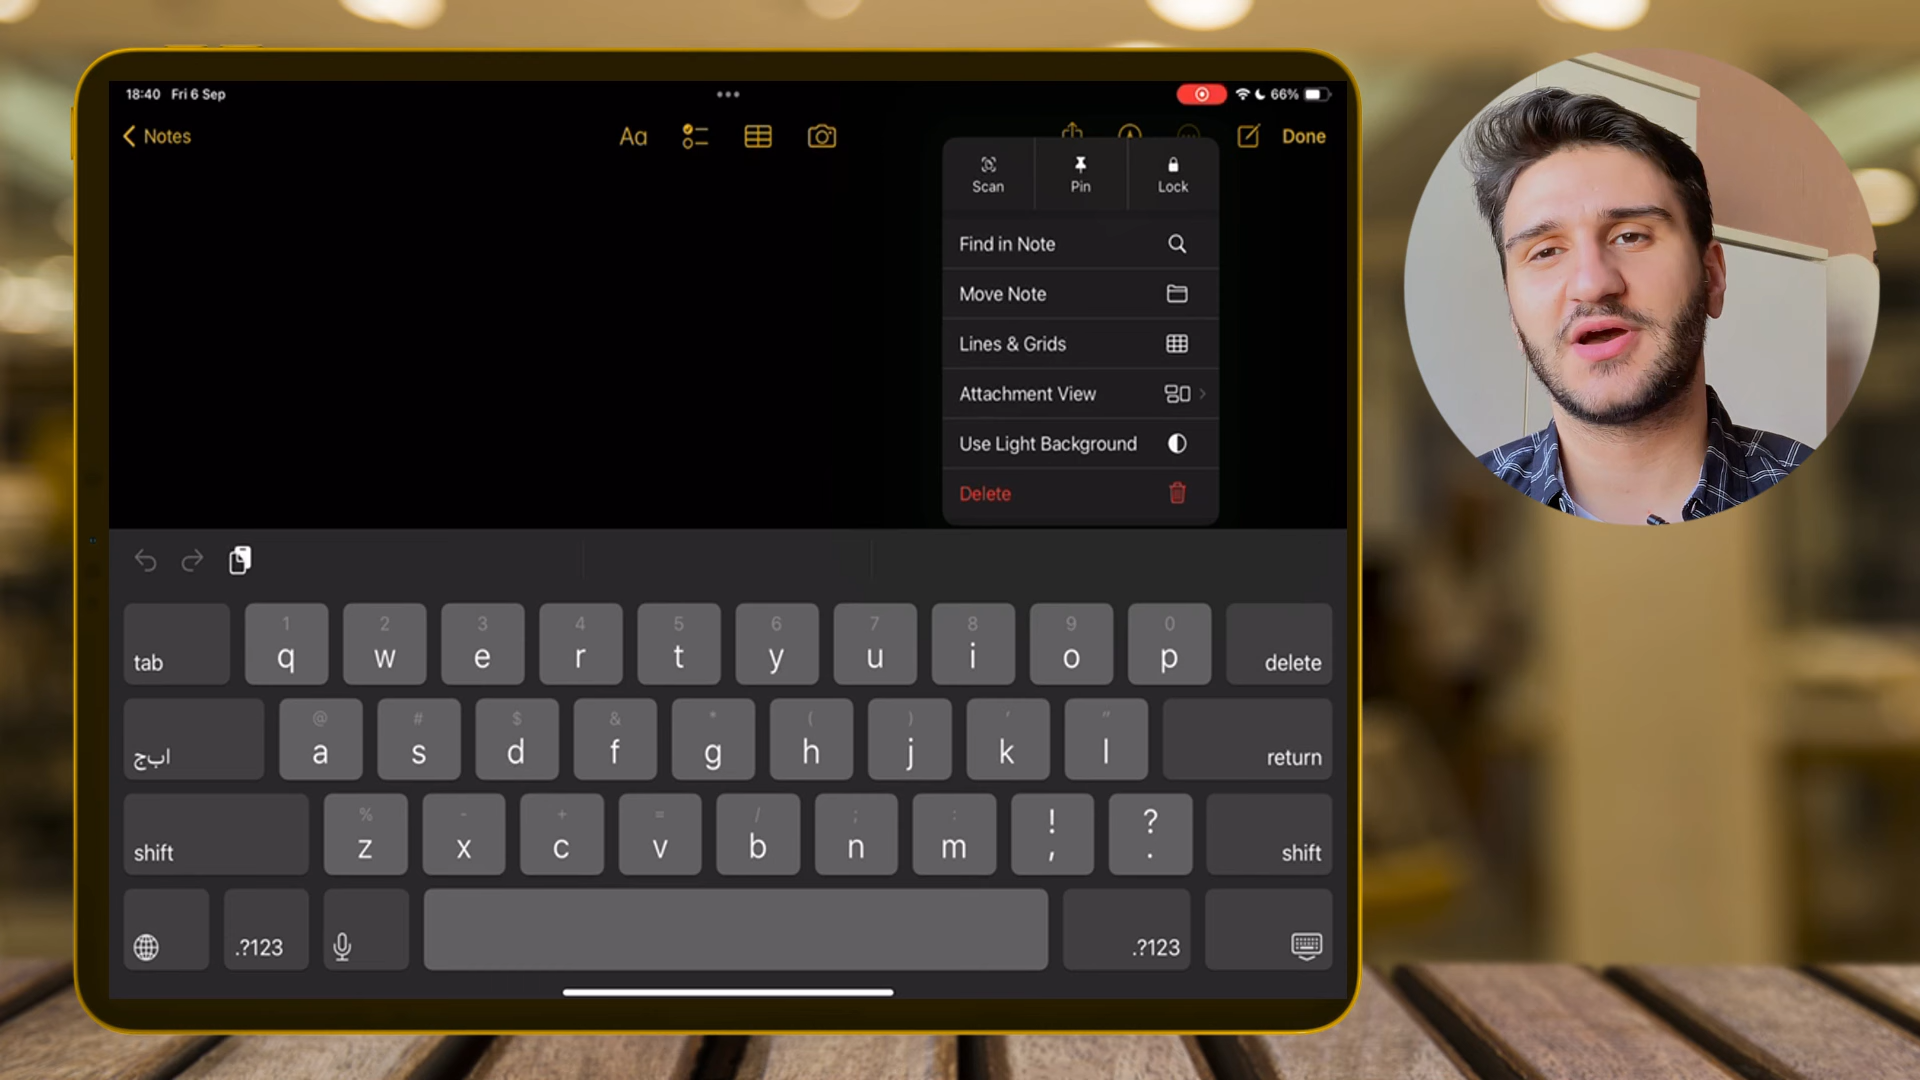 18:40 Fri 6 Sep
66%
Notes
Aa
Done
Scan
Pin
Lock
Find in Note
Move Note
Lines & Grids
Attachment View
Use Light Background
Delete
1 2 3 4 5 6 7 8 9 0
tab q w e r t y u i o p delete
@ # $ & * ( ) ' "
ابج a s d f g h j k l return
% - + = / ; : ! ?
shift z x c v b n m , . shift
.?123 .?123